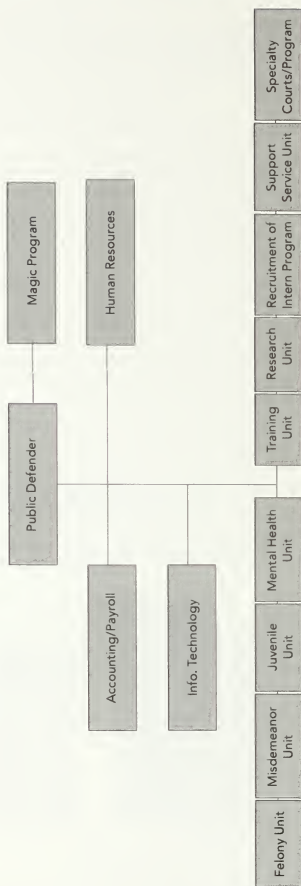 Public Defender
Magic Program
Accounting/Payroll
Human Resources
Info. Technology
Felony Unit
Misdemeanor
Unit
Juvenile
Unit
Mental Health
Unit
Training
Unit
Research
Unit
Recruitment of
Intern Program
Support
Service Unit
Specialty
Courts/Program